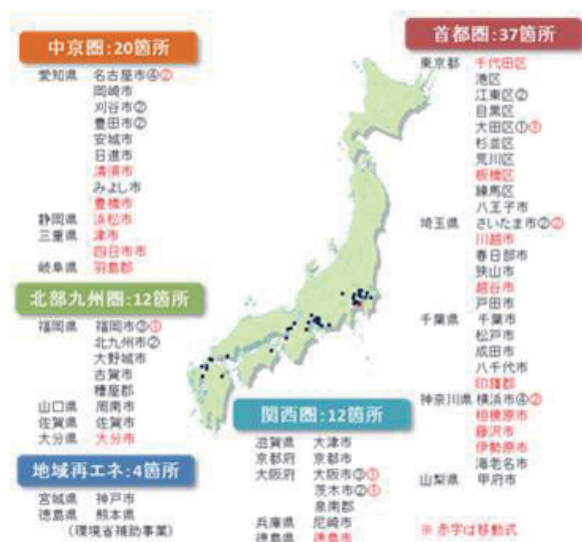 中京圏:20箇所
愛知県 名古屋市④②
岡崎市
刈谷市②
豊田市②
安城市
日進市
清須市
みよし市
豊橋市
静岡県 浜松市
三重県 津市
四日市市
岐阜県 羽島郡
北部九州圏:12箇所
福岡県 福岡市③①
北九州市②
大野城市
古賀市
糟屋郡
山口県 周南市
佐賀県 佐賀市
大分県 大分市
地域再エネ:4箇所
宮城県 神戸市
徳島県 熊本県
(環境省補助事業)
首都圏:37箇所
東京都 千代田区
港区
江東区②
目黒区
大田区①①
杉並区
荒川区
板橋区
練馬区
八王子市
埼玉県 さいたま市②②
川越市
春日部市
狭山市
越谷市
戸田市
千葉県 千葉市
松戸市
成田市
八千代市
印旛郡
神奈川県 横浜市④②
相模原市
藤沢市
伊勢原市
海老名市
山梨県 甲府市
関西圏:12箇所
滋賀県 大津市
京都府 京都市
大阪府 大阪市③①
茨木市②①
泉南郡
兵庫県 尼崎市
徳島県 徳島市
※ 赤字は移動式